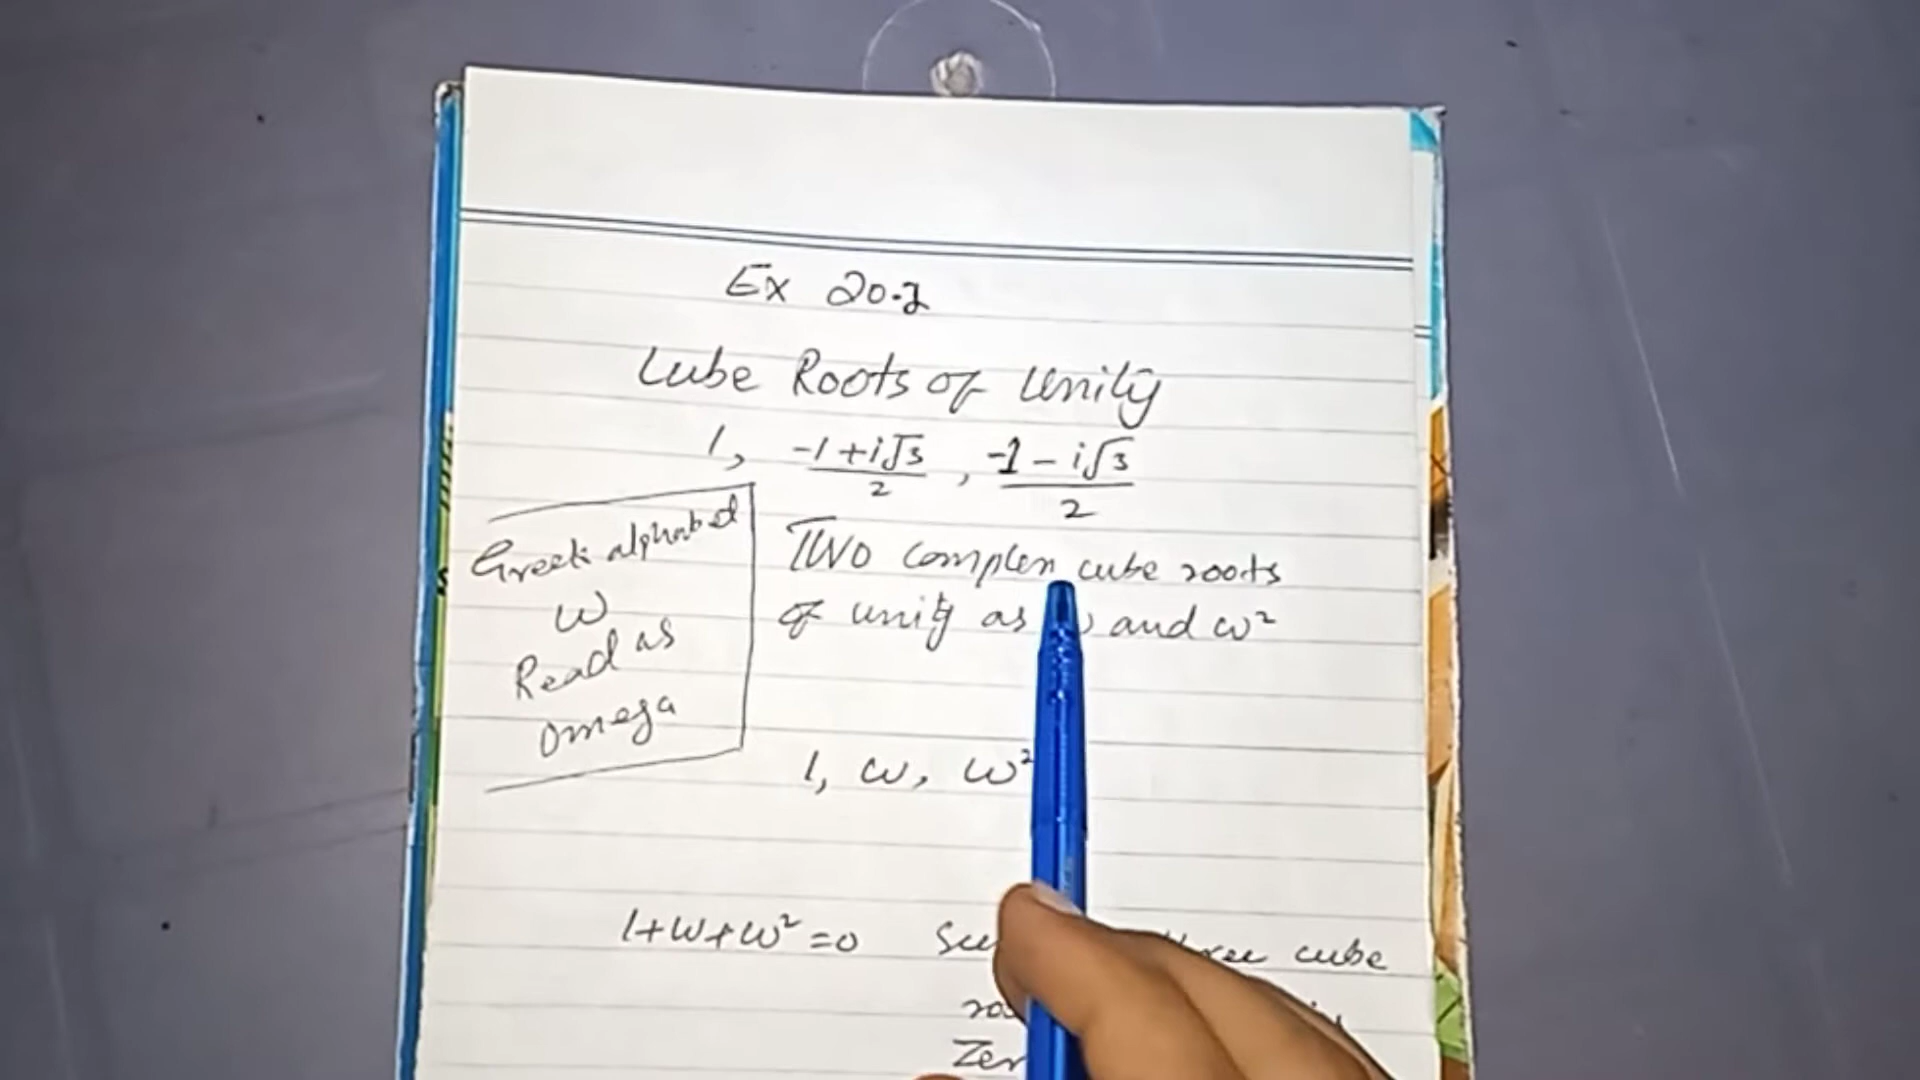 Ex 20.2
Cube Roots of Unity
1, (-1+i√3)/2, (-1-i√3)/2
Greek alphabet
ω
Read as
omega
Two complex cube roots
of unity as and ω²
1, ω, ω²
1+ω+ω²=0 three cube